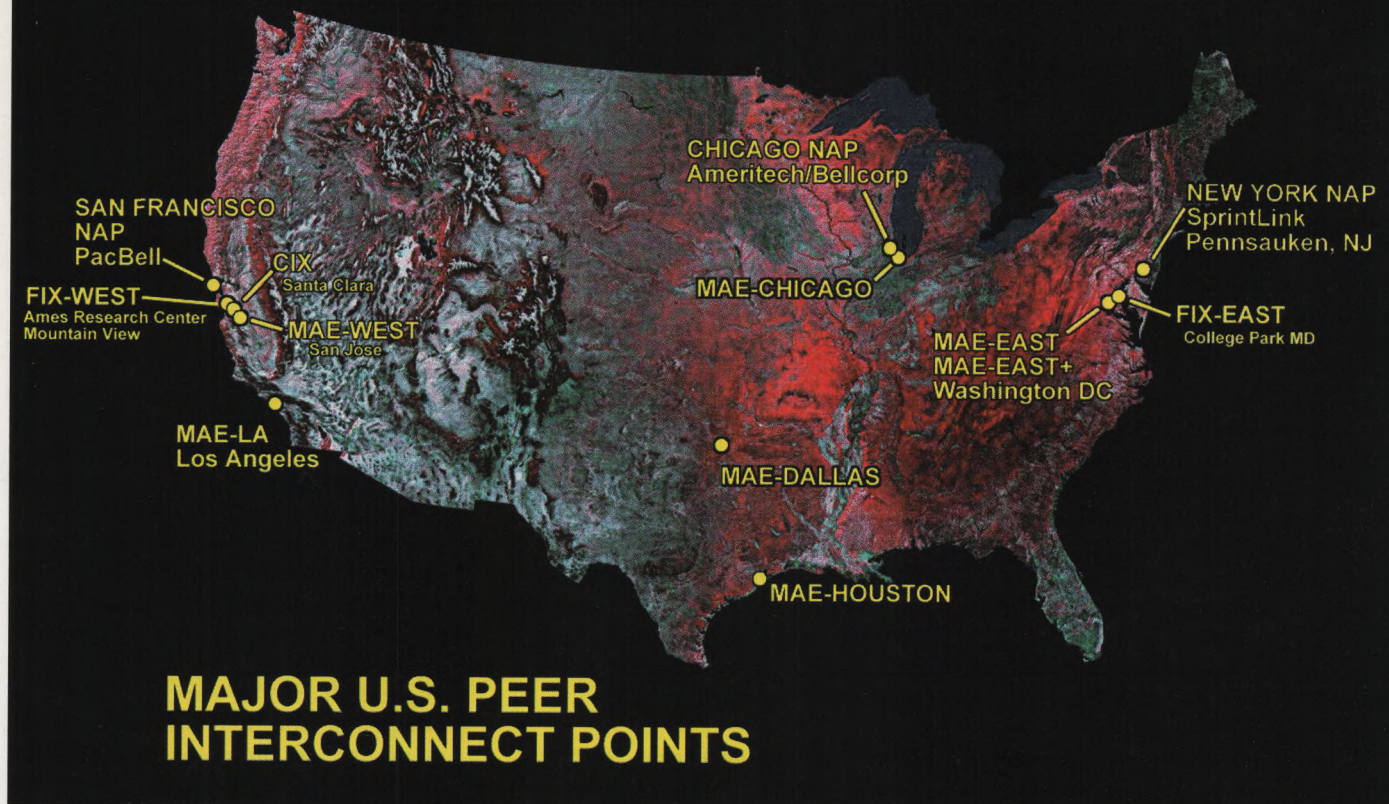 CHICAGO NAP
Ameritech/Bellcorp
NEW YORK NAP
SprintLink
Pennsauken, NJ
SAN FRANCISCO
NAP
PacBell
CIX
Santa Clara
FIX-WEST
Ames Research Center
Mountain View
MAE-WEST
San Jose
MAE-CHICAGO
FIX-EAST
College Park MD
MAE-EAST
MAE-EAST+
Washington DC
MAE-LA
Los Angeles
MAE-DALLAS
MAE-HOUSTON
MAJOR U.S. PEER
INTERCONNECT POINTS